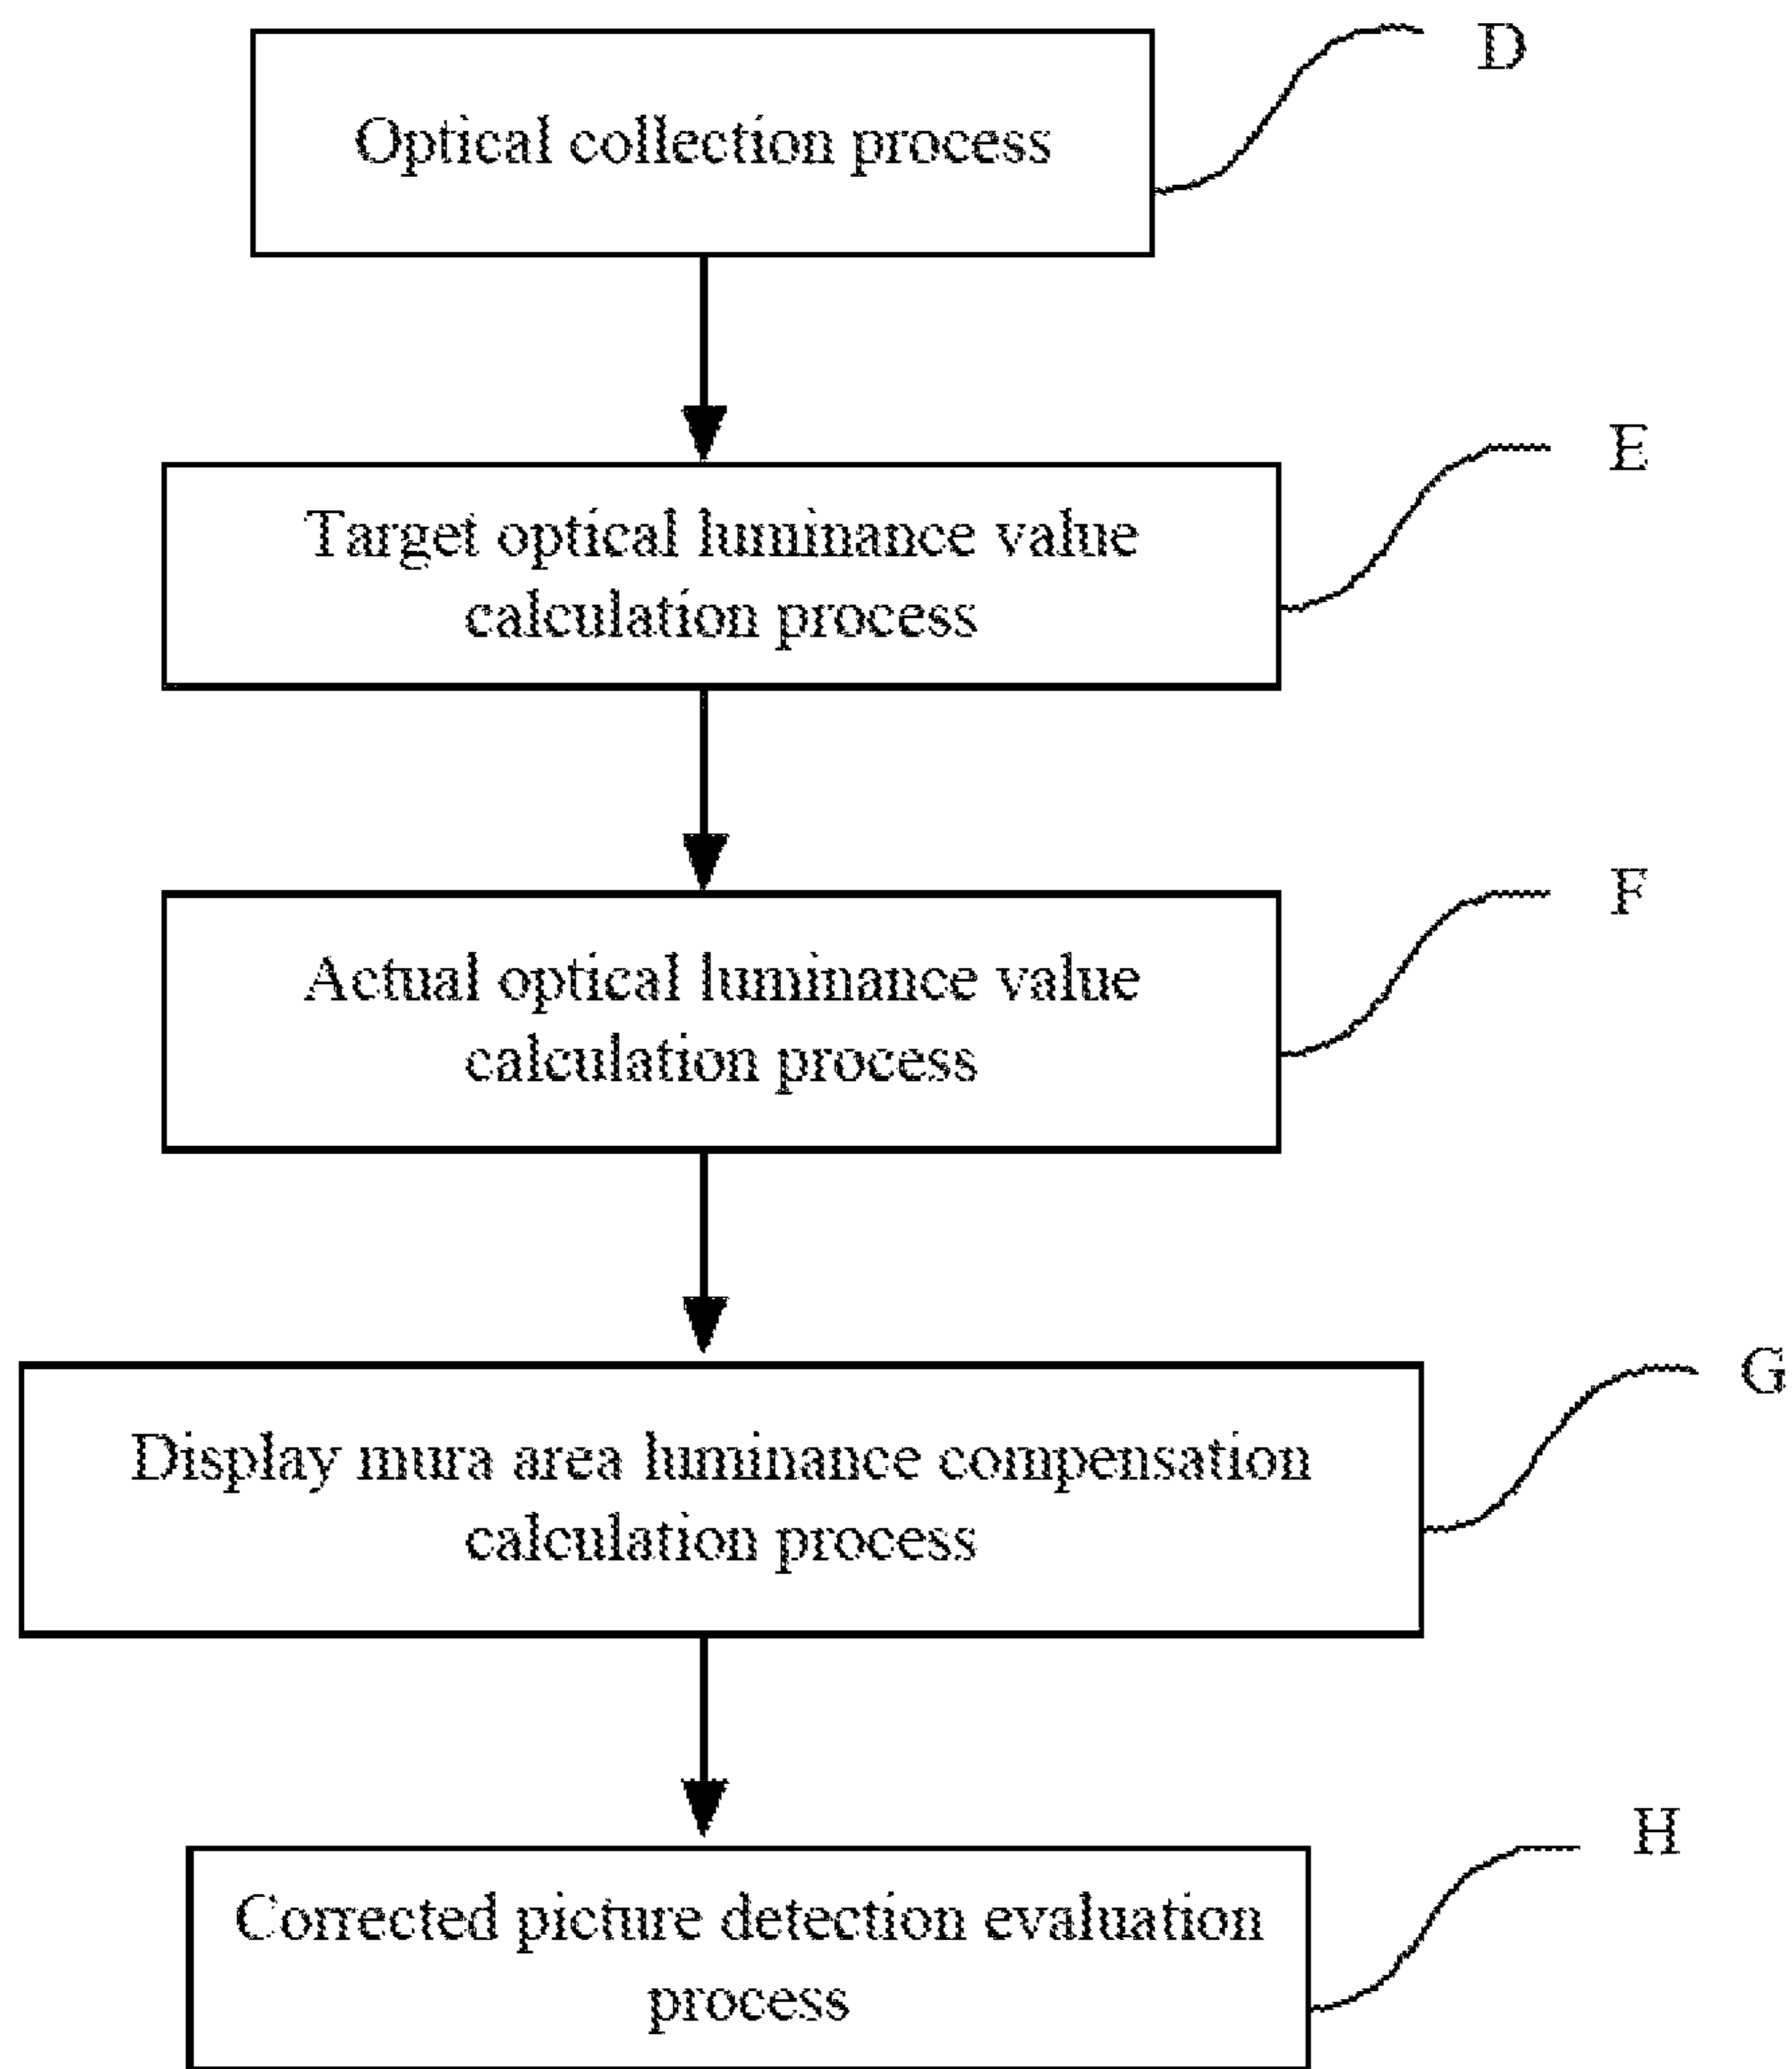 D
Optical collection process
E
Target optical luminance value
calculation process
F
Actual optical luminance value
calculation process
G
Display mura area luminance compensation
calculation process
H
Corrected picture detection evaluation
process